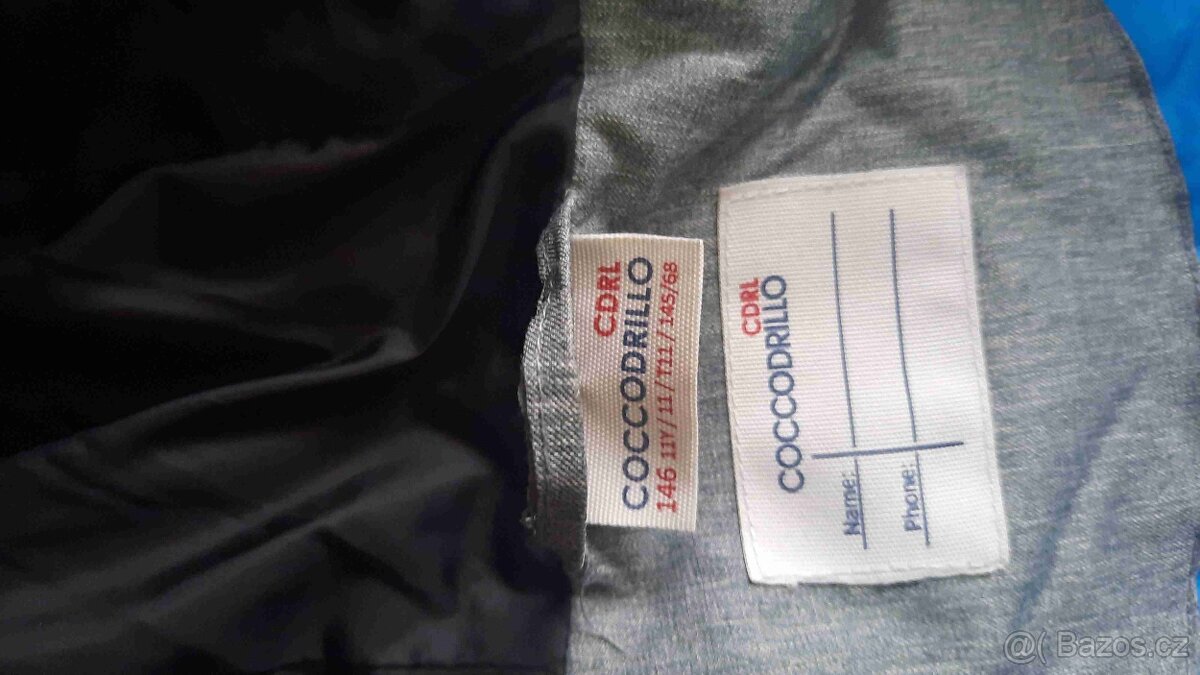 CDRL
COCCODRILLO
146 11Y/11/T11/145/68
CDRL
COCCODRILLO
Name:
Phone:
@( Bazos.cz